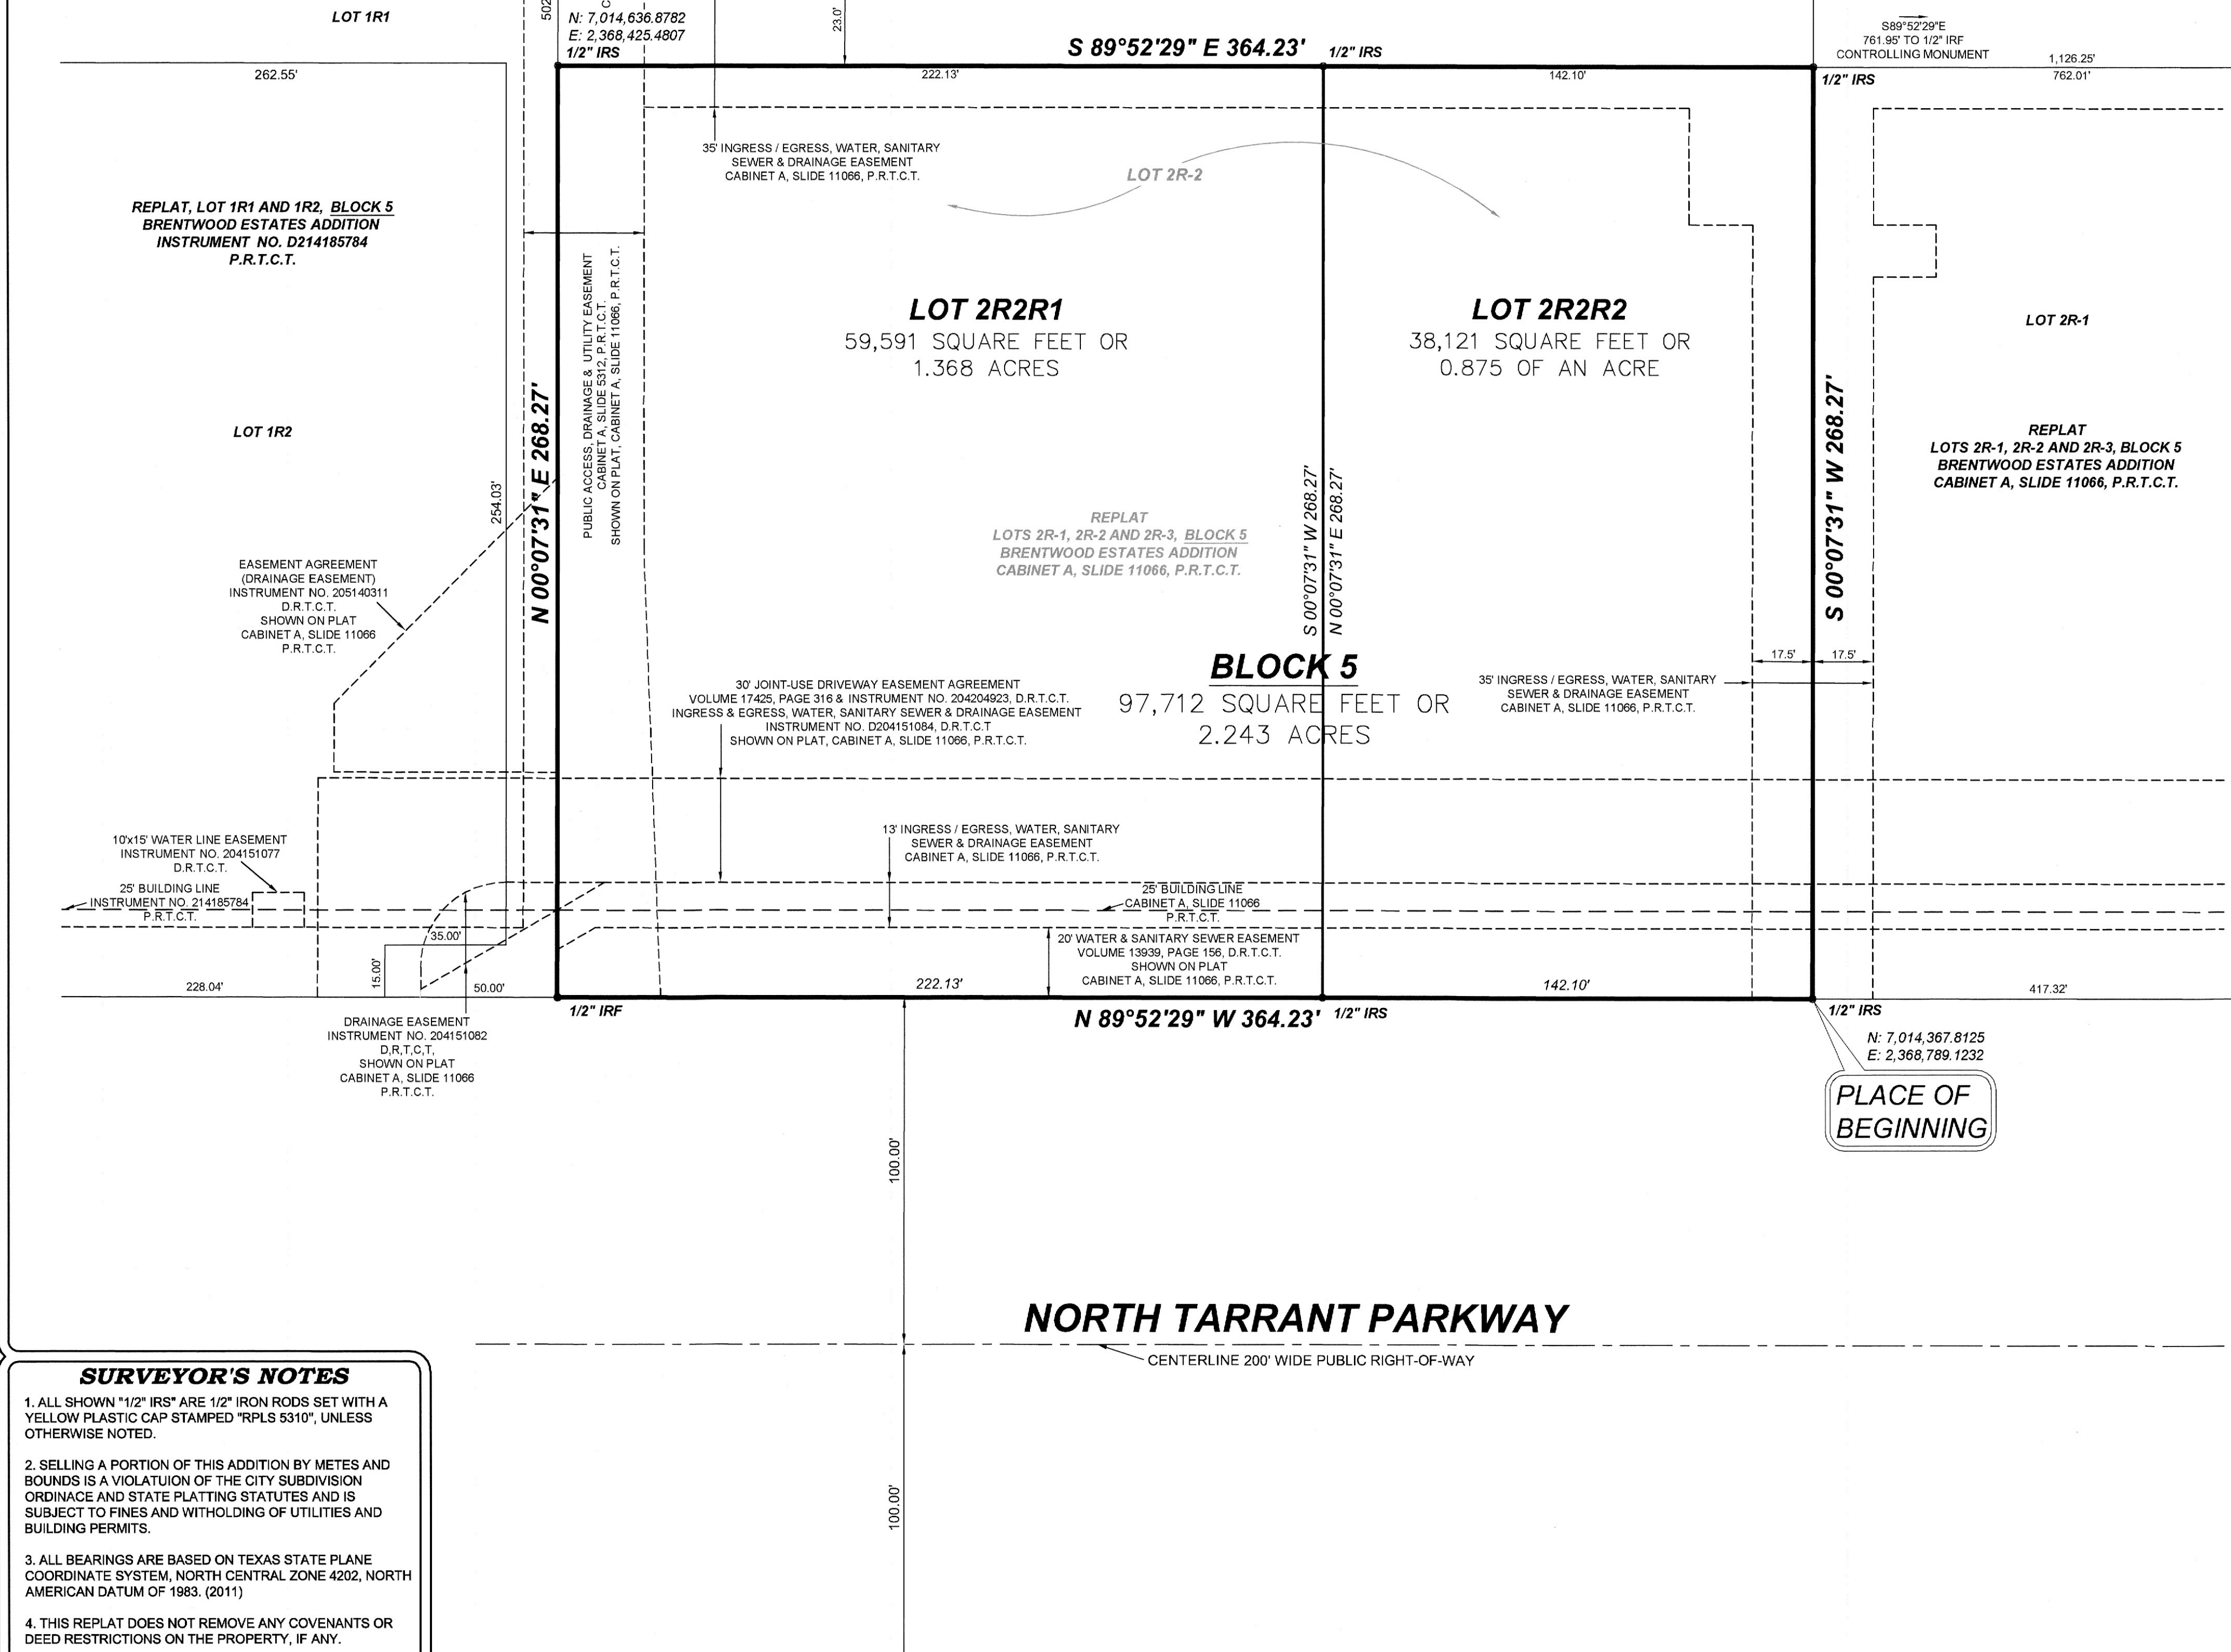 LOT 1R1
502
C
N: 7,014,636.8782
E: 2,368,425.4807
1/2" IRS
23.0'
S 89°52'29" E 364.23'
1/2" IRS
S89°52'29"E
761.95' TO 1/2" IRF
CONTROLLING MONUMENT
1,126.25'
262.55'
222.13'
142.10'
762.01'
1/2" IRS
35' INGRESS / EGRESS, WATER, SANITARY
SEWER & DRAINAGE EASEMENT
CABINET A, SLIDE 11066, P.R.T.C.T.
LOT 2R-2
REPLAT, LOT 1R1 AND 1R2, BLOCK 5
BRENTWOOD ESTATES ADDITION
INSTRUMENT NO. D214185784
P.R.T.C.T.
PUBLIC ACCESS, DRAINAGE & UTILITY EASEMENT
CABINET A, SLIDE 5312, P.R.T.C.T.
SHOWN ON PLAT, CABINET A, SLIDE 11066, P.R.T.C.T.
LOT 2R2R1
59,591 SQUARE FEET OR
1.368 ACRES
LOT 2R2R2
38,121 SQUARE FEET OR
0.875 OF AN ACRE
LOT 2R-1
LOT 1R2
N 00°07'31" E 268.27'
254.03'
S 00°07'31" W 268.27'
N 00°07'31" E 268.27'
S 00°07'31" W 268.27'
REPLAT
LOTS 2R-1, 2R-2 AND 2R-3, BLOCK 5
BRENTWOOD ESTATES ADDITION
CABINET A, SLIDE 11066, P.R.T.C.T.
REPLAT
LOTS 2R-1, 2R-2 AND 2R-3, BLOCK 5
BRENTWOOD ESTATES ADDITION
CABINET A, SLIDE 11066, P.R.T.C.T.
EASEMENT AGREEMENT
(DRAINAGE EASEMENT)
INSTRUMENT NO. 205140311
D.R.T.C.T.
SHOWN ON PLAT
CABINET A, SLIDE 11066
P.R.T.C.T.
30' JOINT-USE DRIVEWAY EASEMENT AGREEMENT
VOLUME 17425, PAGE 316 & INSTRUMENT NO. 204204923, D.R.T.C.T.
INGRESS & EGRESS, WATER, SANITARY SEWER & DRAINAGE EASEMENT
INSTRUMENT NO. D204151084, D.R.T.C.T
SHOWN ON PLAT, CABINET A, SLIDE 11066, P.R.T.C.T.
BLOCK 5
97,712 SQUARE FEET OR
2.243 ACRES
17.5'
17.5'
35' INGRESS / EGRESS, WATER, SANITARY
SEWER & DRAINAGE EASEMENT
CABINET A, SLIDE 11066, P.R.T.C.T.
10'x15' WATER LINE EASEMENT
INSTRUMENT NO. 204151077
D.R.T.C.T.
25' BUILDING LINE
INSTRUMENT NO. 214185784
P.R.T.C.T.
13' INGRESS / EGRESS, WATER, SANITARY
SEWER & DRAINAGE EASEMENT
CABINET A, SLIDE 11066, P.R.T.C.T.
25' BUILDING LINE
CABINET A, SLIDE 11066
P.R.T.C.T.
20' WATER & SANITARY SEWER EASEMENT
VOLUME 13939, PAGE 156, D.R.T.C.T.
SHOWN ON PLAT
CABINET A, SLIDE 11066, P.R.T.C.T.
35.00'
15.00'
228.04'
50.00'
222.13'
142.10'
417.32'
1/2" IRF
N 89°52'29" W 364.23'
1/2" IRS
1/2" IRS
N: 7,014,367.8125
E: 2,368,789.1232
PLACE OF
BEGINNING
DRAINAGE EASEMENT
INSTRUMENT NO. 204151082
D,R,T,C,T,
SHOWN ON PLAT
CABINET A, SLIDE 11066
P.R.T.C.T.
100.00'
NORTH TARRANT PARKWAY
CENTERLINE 200' WIDE PUBLIC RIGHT-OF-WAY
100.00'
SURVEYOR'S NOTES
1. ALL SHOWN "1/2" IRS" ARE 1/2" IRON RODS SET WITH A
YELLOW PLASTIC CAP STAMPED "RPLS 5310", UNLESS
OTHERWISE NOTED.
2. SELLING A PORTION OF THIS ADDITION BY METES AND
BOUNDS IS A VIOLATUION OF THE CITY SUBDIVISION
ORDINACE AND STATE PLATTING STATUTES AND IS
SUBJECT TO FINES AND WITHOLDING OF UTILITIES AND
BUILDING PERMITS.
3. ALL BEARINGS ARE BASED ON TEXAS STATE PLANE
COORDINATE SYSTEM, NORTH CENTRAL ZONE 4202, NORTH
AMERICAN DATUM OF 1983. (2011)
4. THIS REPLAT DOES NOT REMOVE ANY COVENANTS OR
DEED RESTRICTIONS ON THE PROPERTY, IF ANY.